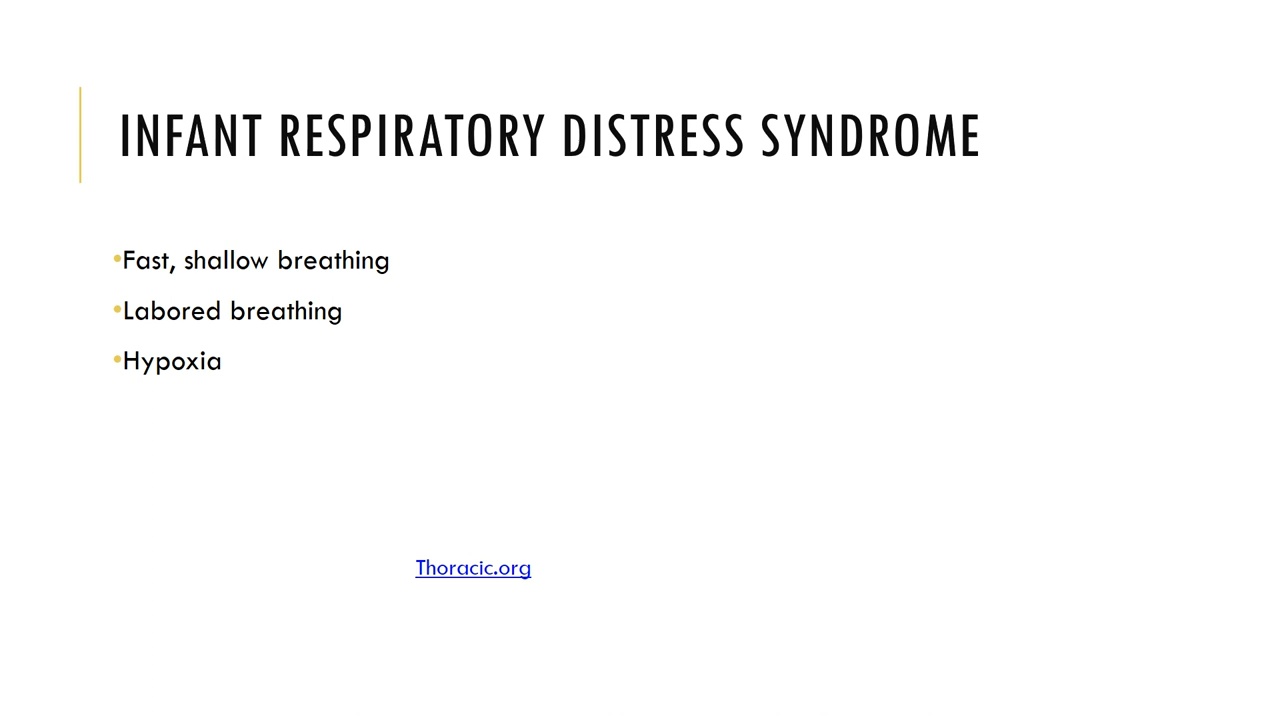 INFANT RESPIRATORY DISTRESS SYNDROME
•Fast, shallow breathing
•Labored breathing
•Hypoxia
Thoracic.org